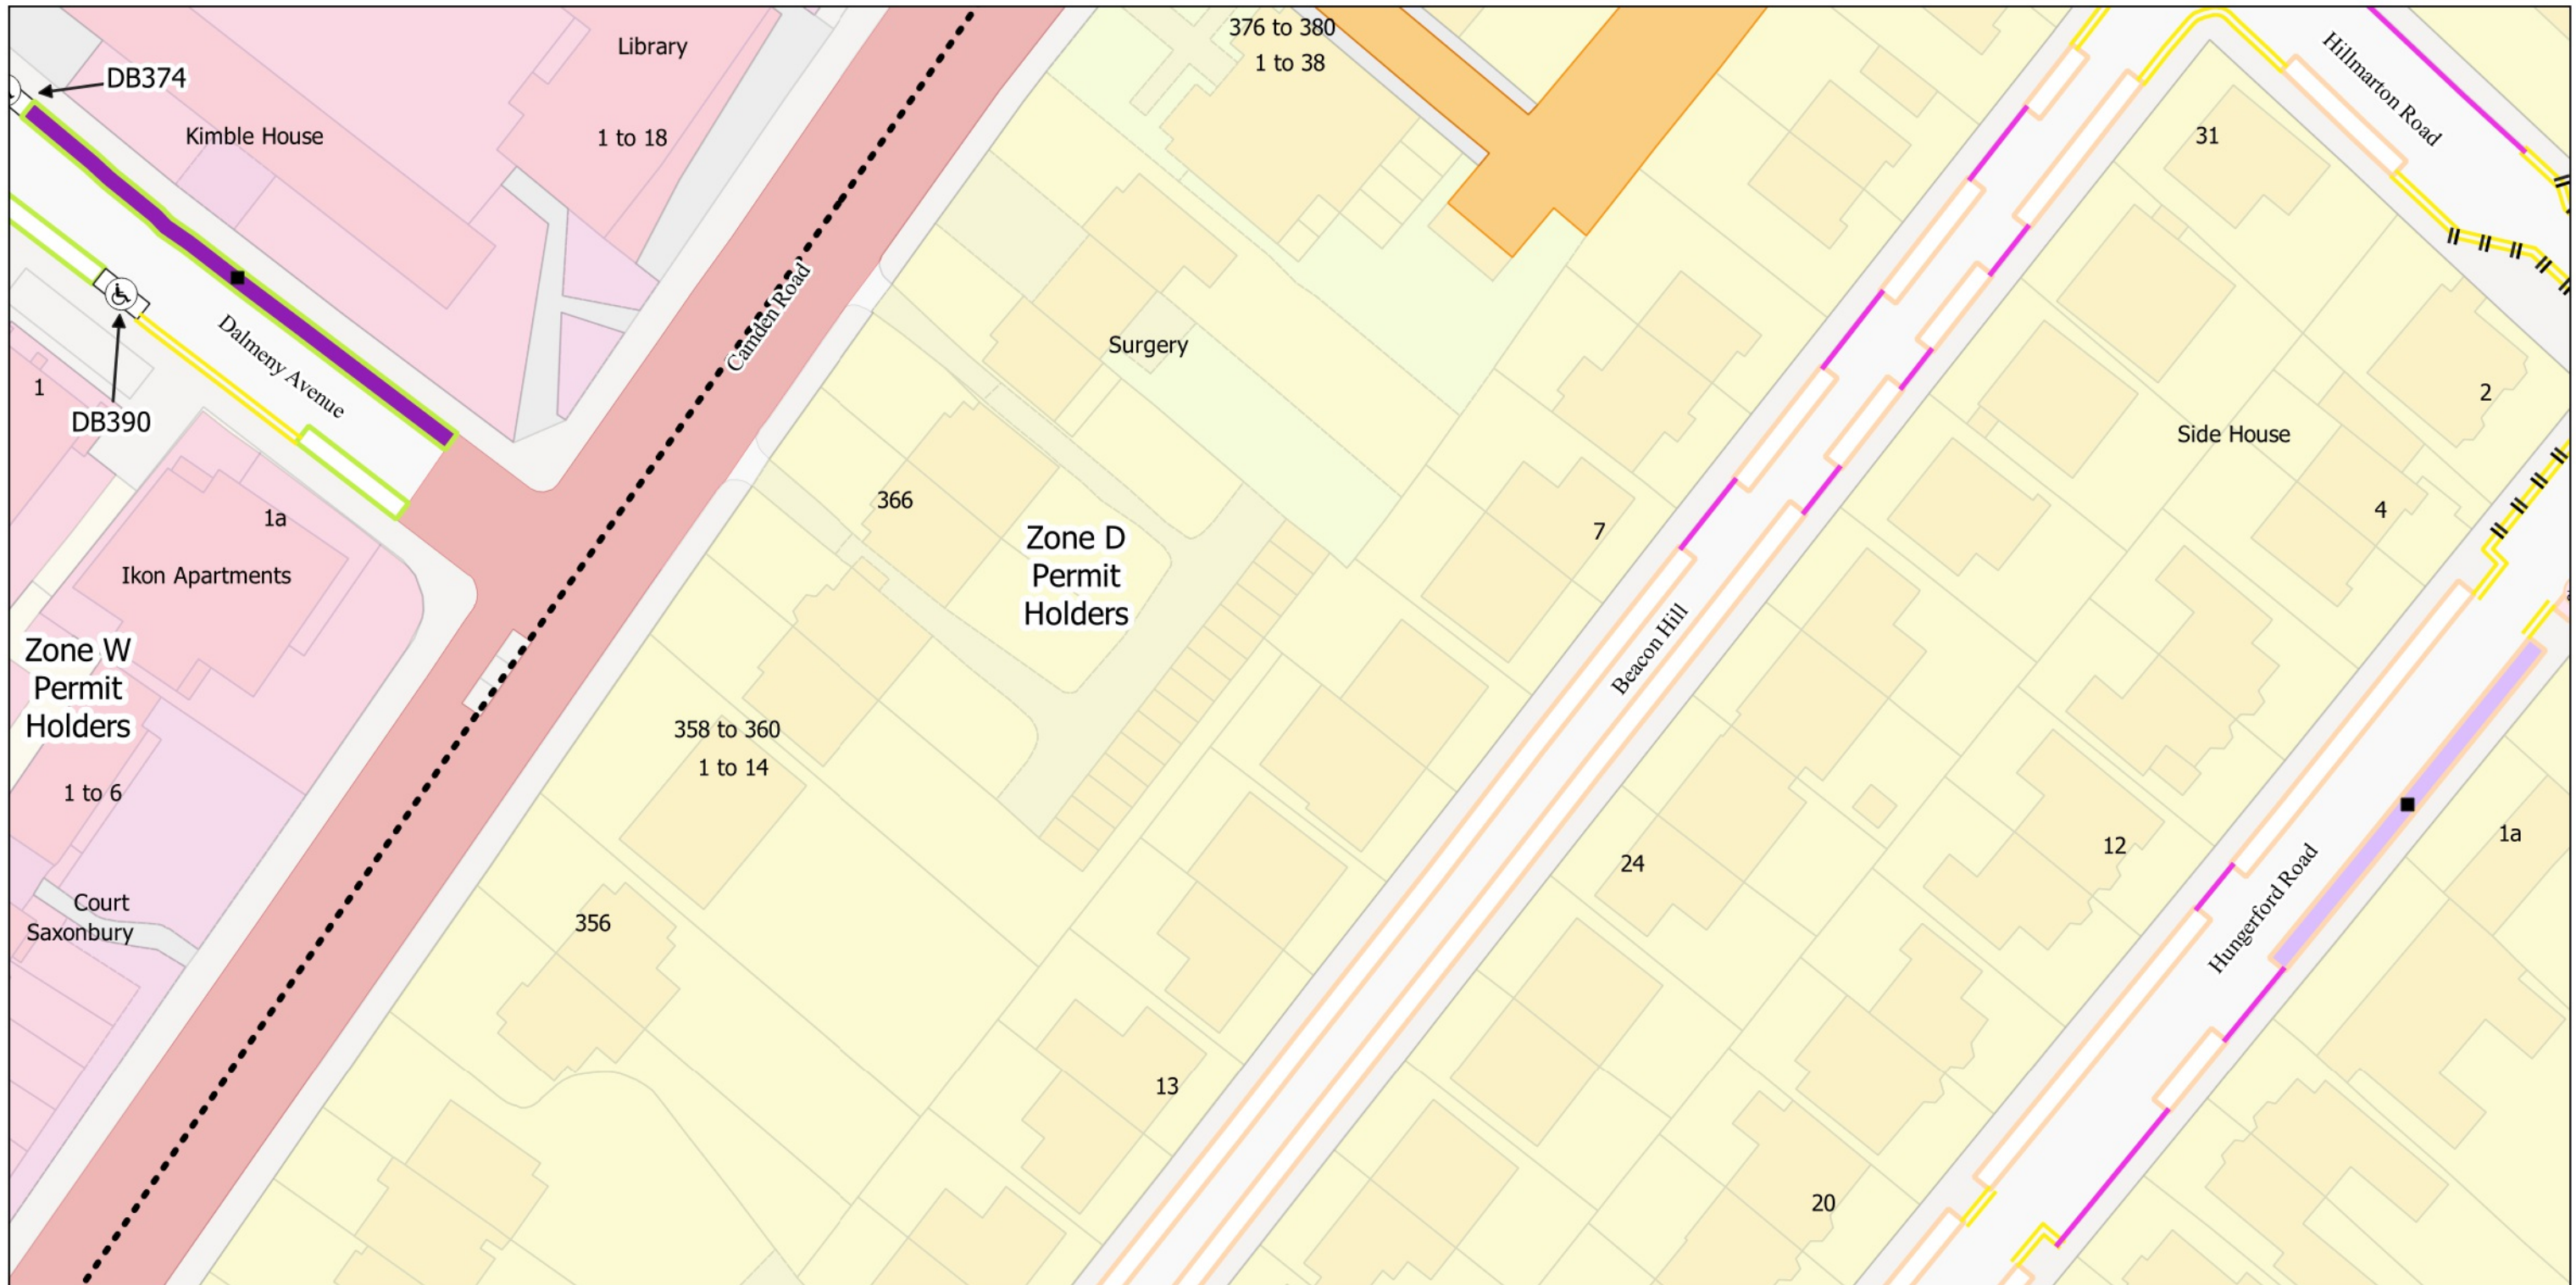 376 to 380
1 to 38
Library
DB374
Kimble House
1 to 18
Hillmarton Road
31
Camden Road
Surgery
Dalmeny Avenue
1
DB390
2
Side House
366
1a
7
4
Zone D
Permit
Holders
Ikon Apartments
Beacon Hill
Zone W
Permit
Holders
358 to 360
1 to 14
1 to 6
24
12
1a
Court
Saxonbury
356
Hungerford Road
13
20